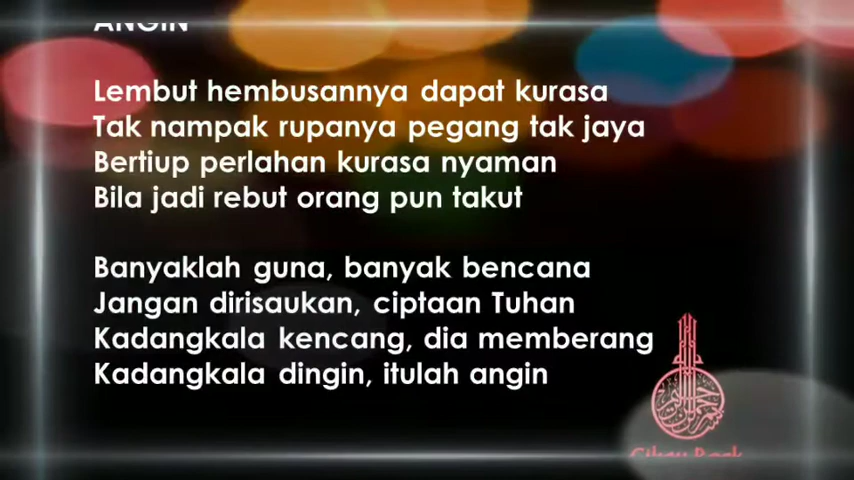 ANGIN
Lembut hembusannya dapat kurasa
Tak nampak rupanya pegang tak jaya
Bertiup perlahan kurasa nyaman
Bila jadi rebut orang pun takut
Banyaklah guna, banyak bencana
Jangan dirisaukan, ciptaan Tuhan
Kadangkala kencang, dia memberang
Kadangkala dingin, itulah angin